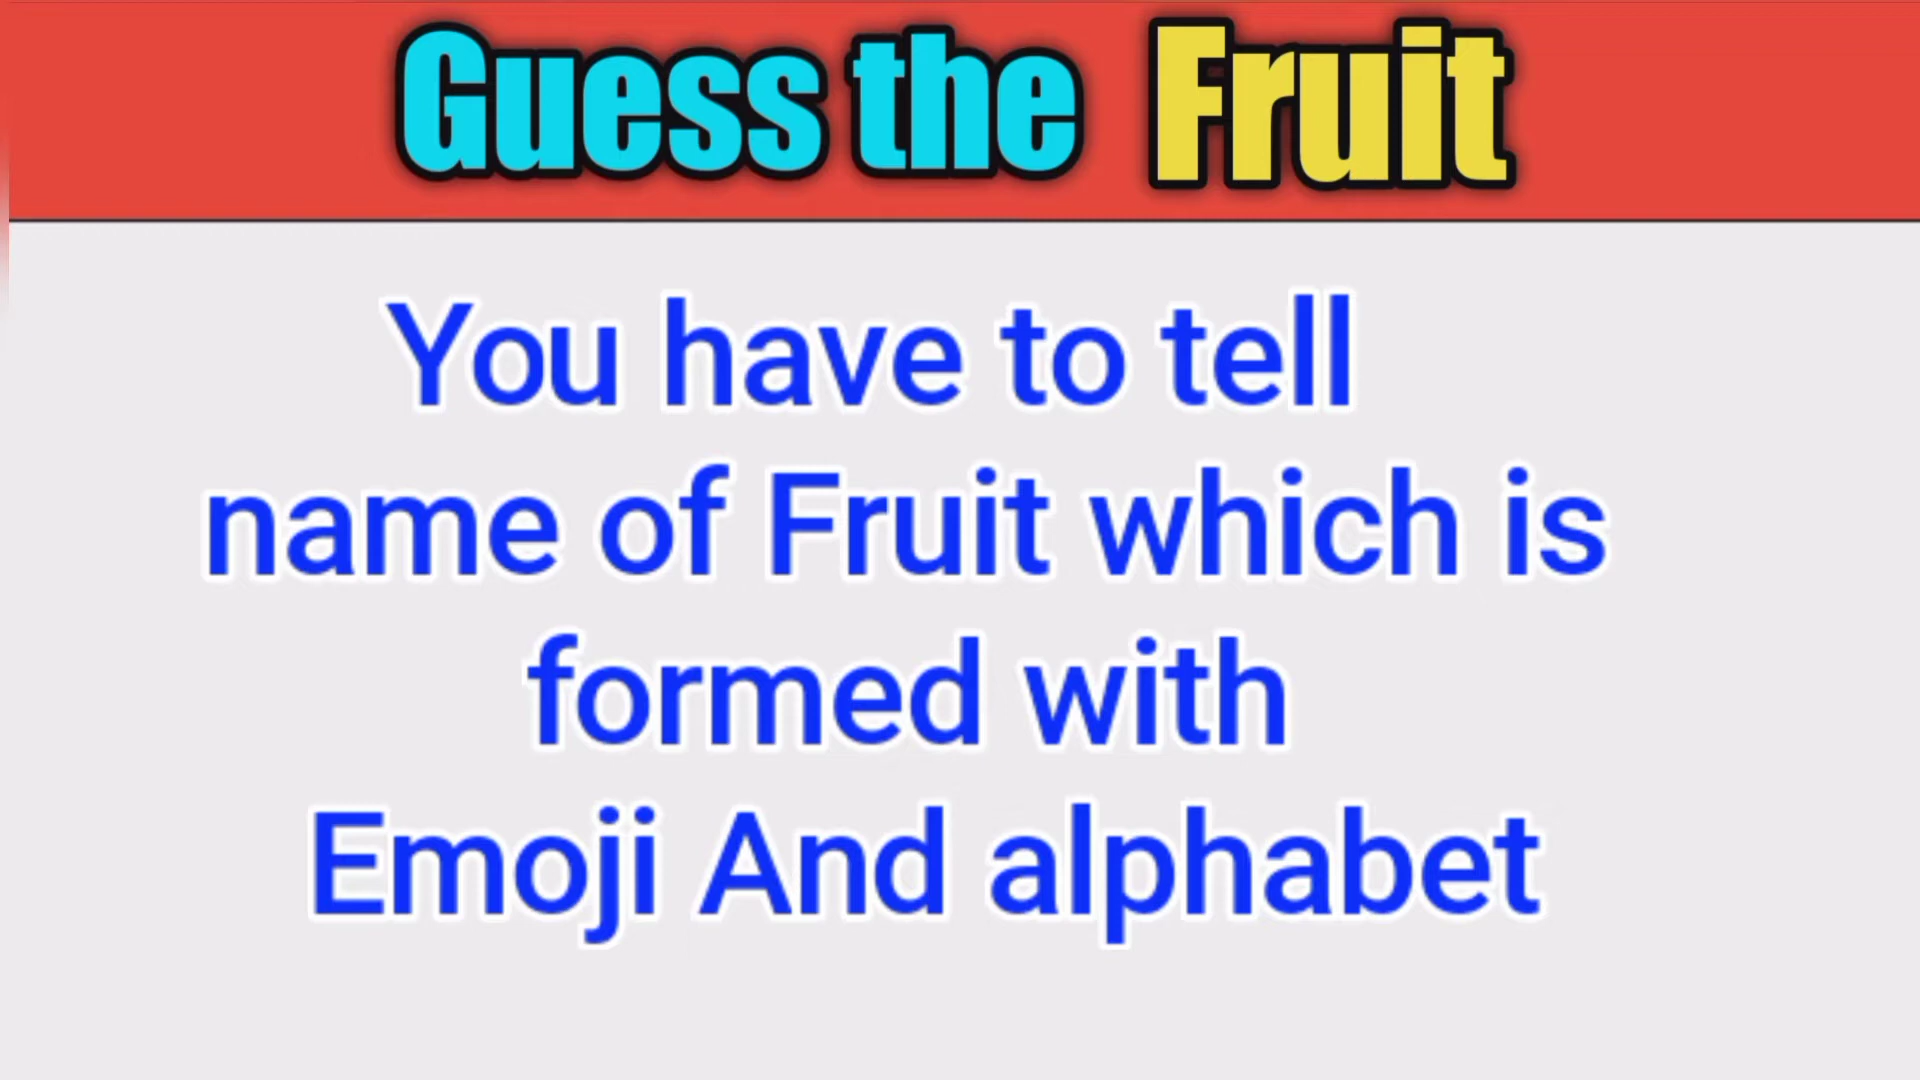 Guess the Fruit
You have to tell
name of Fruit which is
formed with
Emoji And alphabet